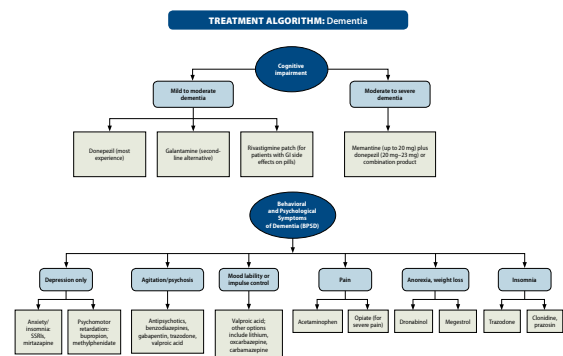 TREATMENT ALGORITHM: Dementia
Cognitive
impairment
Mild to moderate
dementia
Moderate to severe
dementia
Donepezil (most
experience)
Galantamine (second-
line alternative)
Rivastigmine patch (for
patients with GI side
effects on pills)
Memantine (up to 20 mg) plus
donepezil (20 mg–23 mg) or
combination product
Behavioral
and Psychological
Symptoms
of Dementia (BPSD)
Depression only
Agitation/psychosis
Mood lability or
impulse control
Pain
Anorexia, weight loss
Insomnia
Anxiety/
insomnia:
SSRIs,
mirtazapine
Psychomotor
retardation:
bupropion,
methylphenidate
Antipsychotics,
benzodiazepines,
gabapentin, trazodone,
valproic acid
Valproic acid;
other options
include lithium,
oxcarbazepine,
carbamazepine
Acetaminophen
Opiate (for
severe pain)
Dronabinol
Megestrol
Trazodone
Clonidine,
prazosin